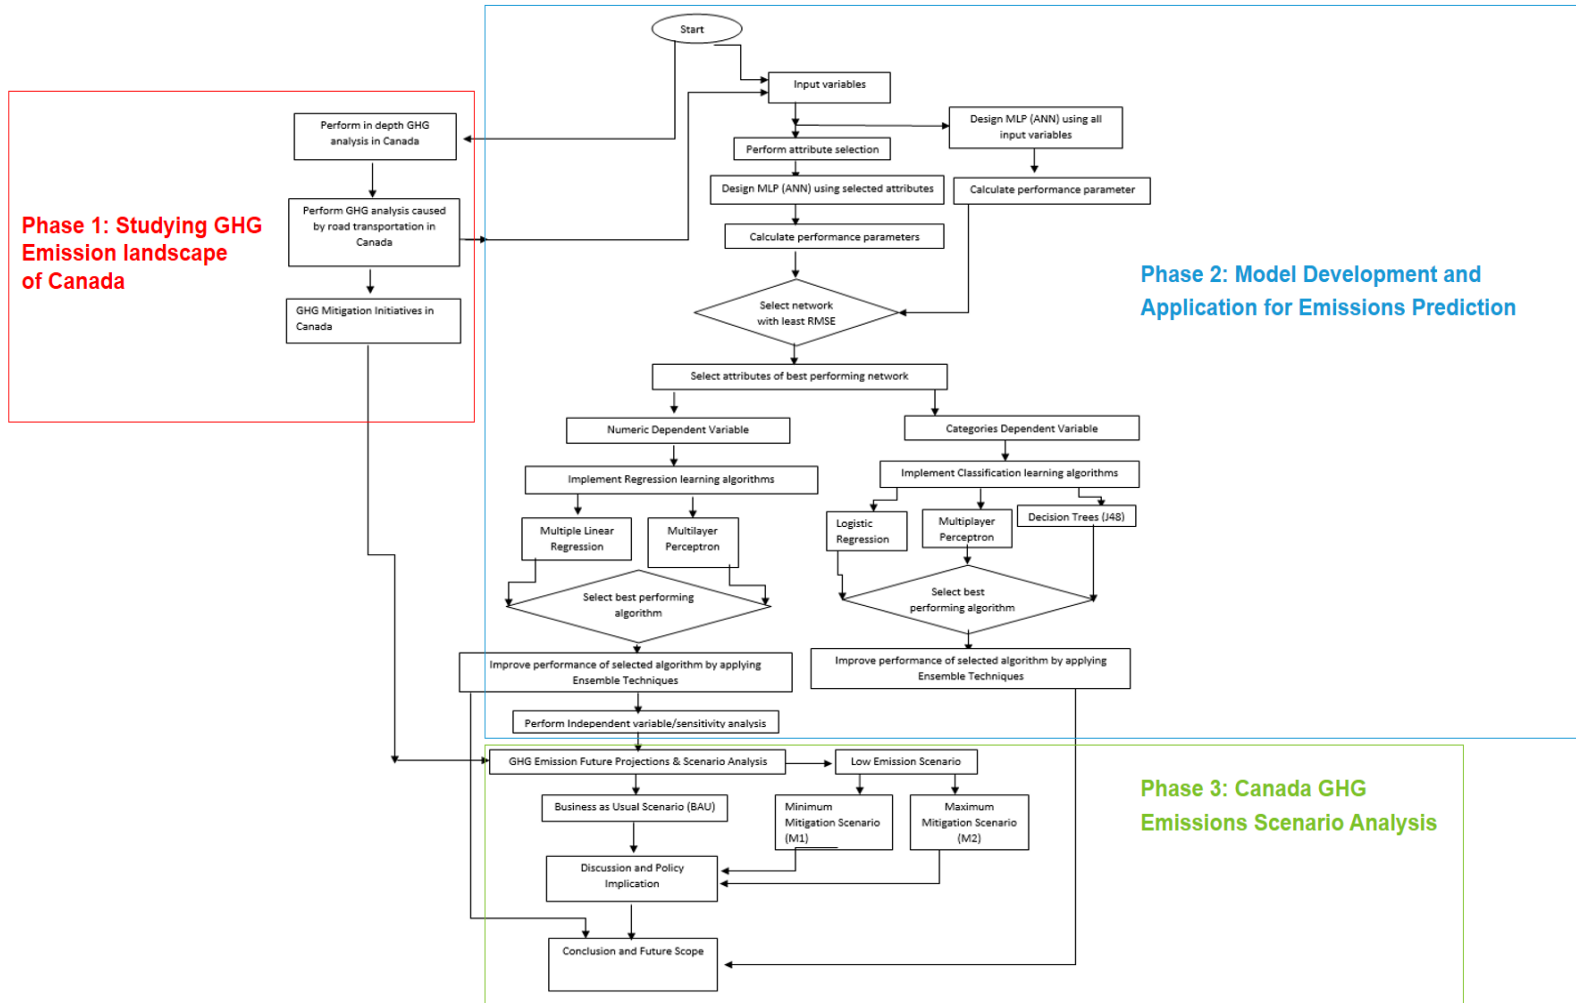 Start
Input variables
Perform in depth GHG
analysis in Canada
Design MLP (ANN) using all
input variables
Perform attribute selection
Design MLP (ANN) using selected attributes
Calculate performance parameter
Phase 1: Studying GHG
Emission landscape
of Canada
Perform GHG analysis caused
by road transportation in
Canada
Calculate performance parameters
Phase 2: Model Development and
Application for Emissions Prediction
GHG Mitigation Initiatives in
Canada
Select network
with least RMSE
Select attributes of best performing network
Numeric Dependent Variable
Categories Dependent Variable
Implement Regression learning algorithms
Implement Classification learning algorithms
Multiple Linear
Regression
Multilayer
Perceptron
Logistic
Regression
Multiplayer
Perceptron
Decision Trees (J48)
Select best performing
algorithm
Select best
performing algorithm
Improve performance of selected algorithm by applying
Ensemble Techniques
Improve performance of selected algorithm by applying
Ensemble Techniques
Perform Independent variable/sensitivity analysis
GHG Emission Future Projections & Scenario Analysis
Low Emission Scenario
Phase 3: Canada GHG
Emissions Scenario Analysis
Business as Usual Scenario (BAU)
Minimum
Mitigation Scenario
(M1)
Maximum
Mitigation Scenario
(M2)
Discussion and Policy
Implication
Conclusion and Future Scope